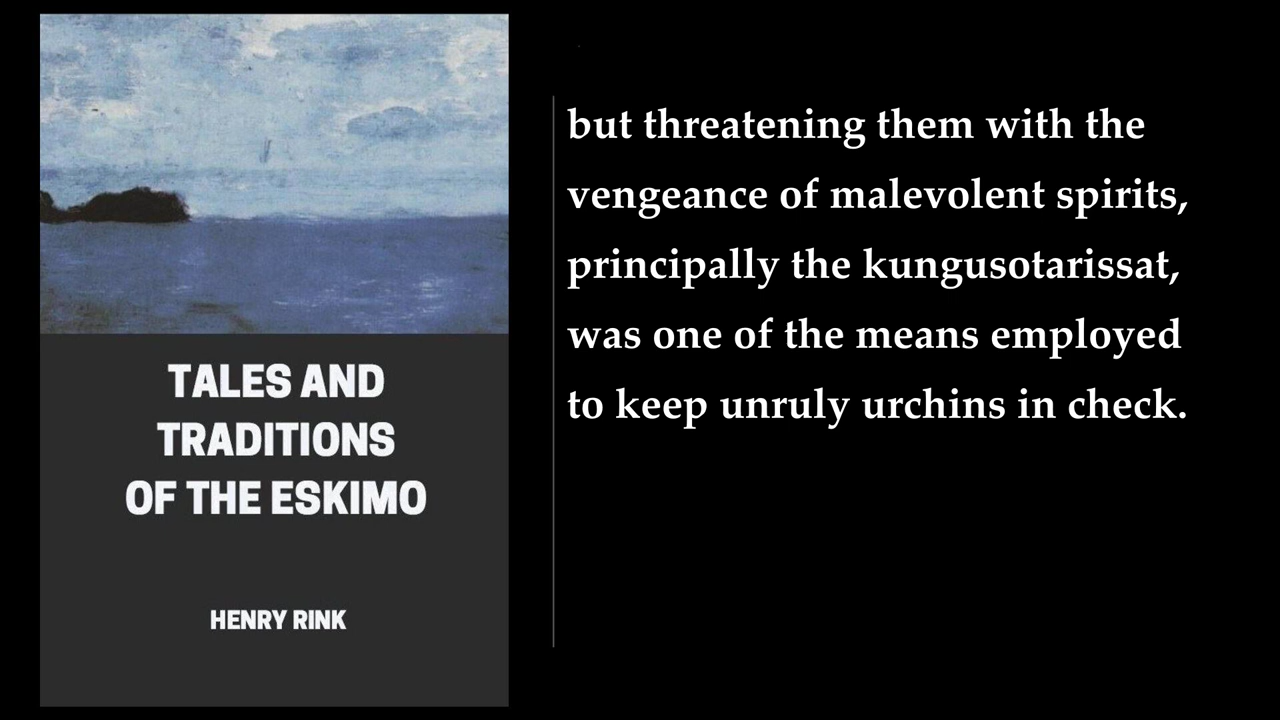 TALES AND
TRADITIONS
OF THE ESKIMO
HENRY RINK
but threatening them with the
vengeance of malevolent spirits,
principally the kungusotarissat,
was one of the means employed
to keep unruly urchins in check.